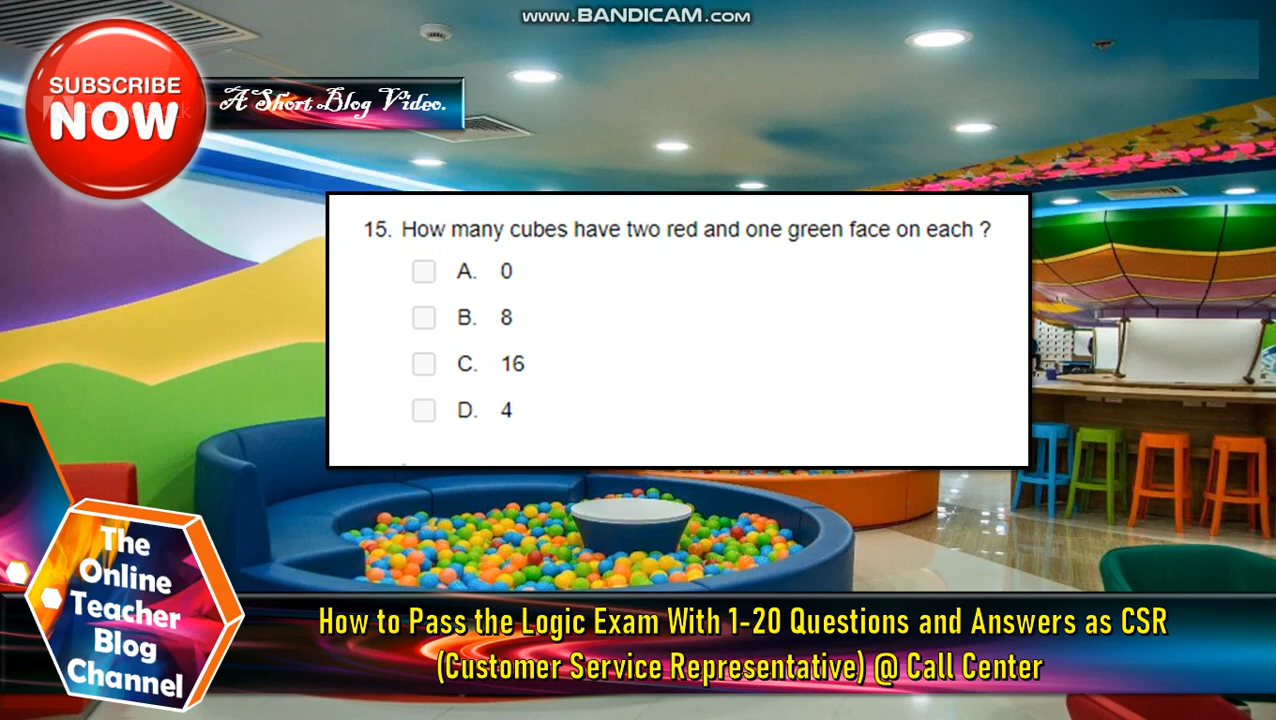 www.BANDICAM.com
SUBSCRIBE
NOW
A Short Blog Video.
15. How many cubes have two red and one green face on each ?
A. 0
B. 8
C. 16
D. 4
The
Online
Teacher
Blog
Channel
How to Pass the Logic Exam With 1-20 Questions and Answers as CSR
(Customer Service Representative) @ Call Center